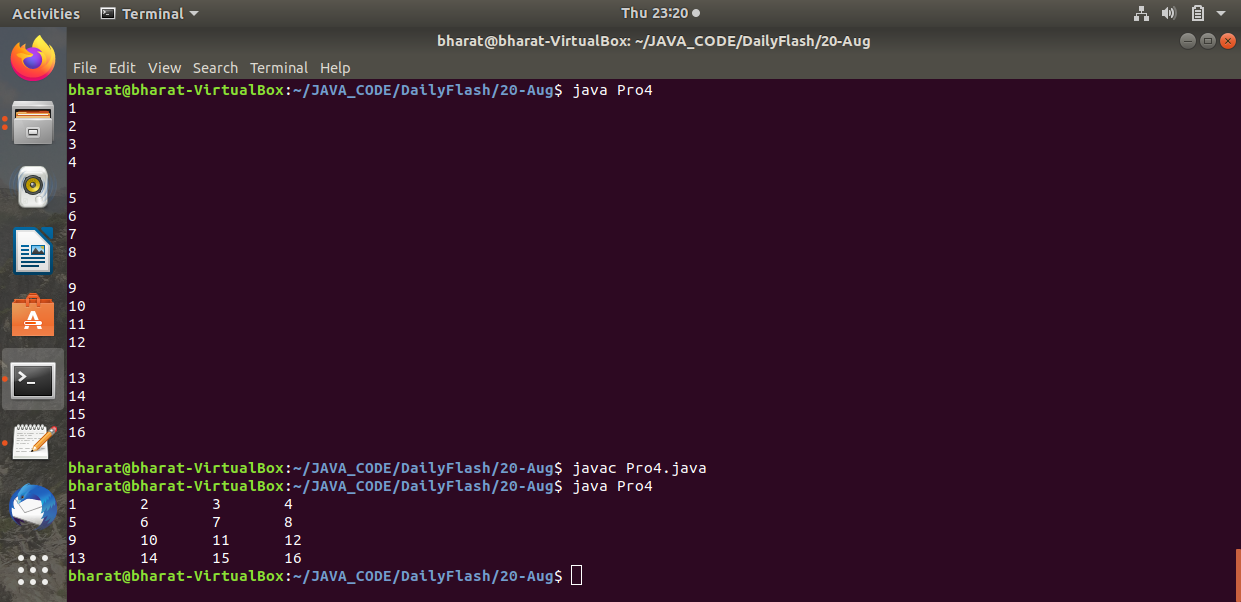 Activities Terminal Thu 23:20
bharat@bharat-VirtualBox: ~/JAVA_CODE/DailyFlash/20-Aug
File Edit View Search Terminal Help
bharat@bharat-VirtualBox:~/JAVA_CODE/DailyFlash/20-Aug$ java Pro4
1
2
3
4
5
6
7
8
9
10
11
12
13
14
15
16
bharat@bharat-VirtualBox:~/JAVA_CODE/DailyFlash/20-Aug$ javac Pro4.java
bharat@bharat-VirtualBox:~/JAVA_CODE/DailyFlash/20-Aug$ java Pro4
1 2 3 4
5 6 7 8
9 10 11 12
13 14 15 16
bharat@bharat-VirtualBox:~/JAVA_CODE/DailyFlash/20-Aug$